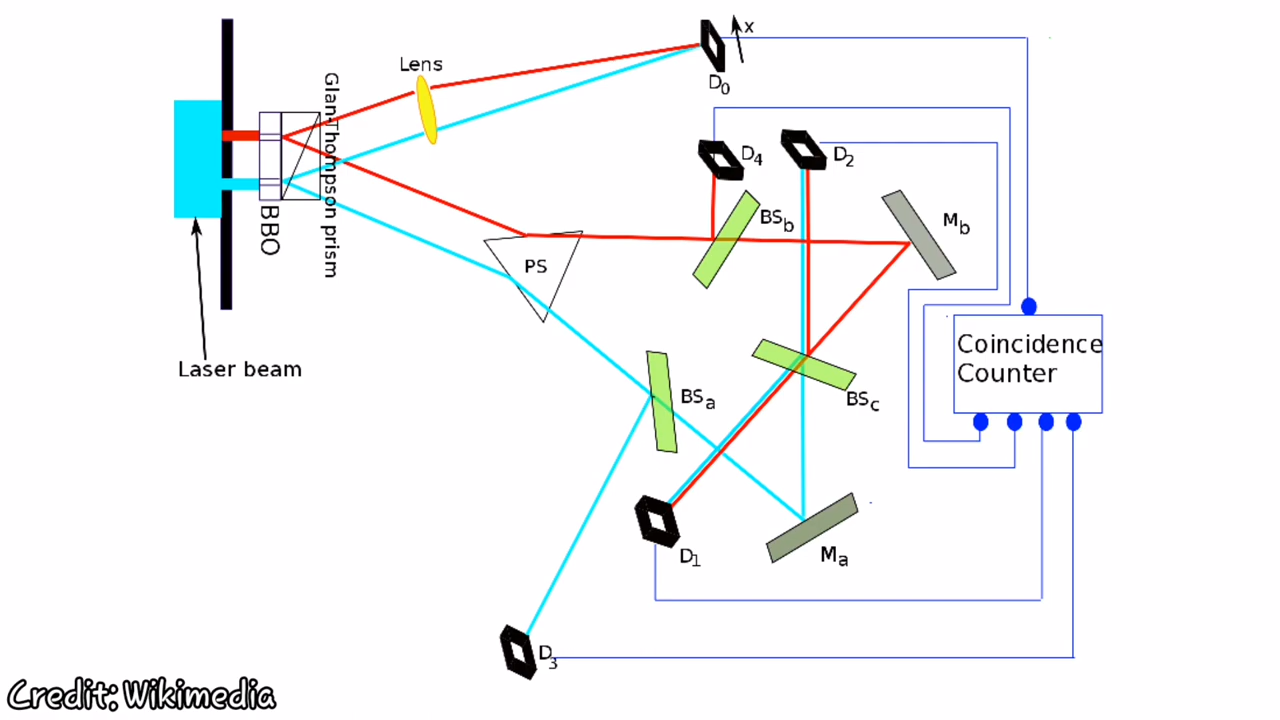 Lens
x
D0
Glan-Thompson prism
D4
D2
BSb
Mb
BBO
PS
Laser beam
Coincidence
Counter
BSa
BSc
D1
Ma
D3
Credit: Wikimedia